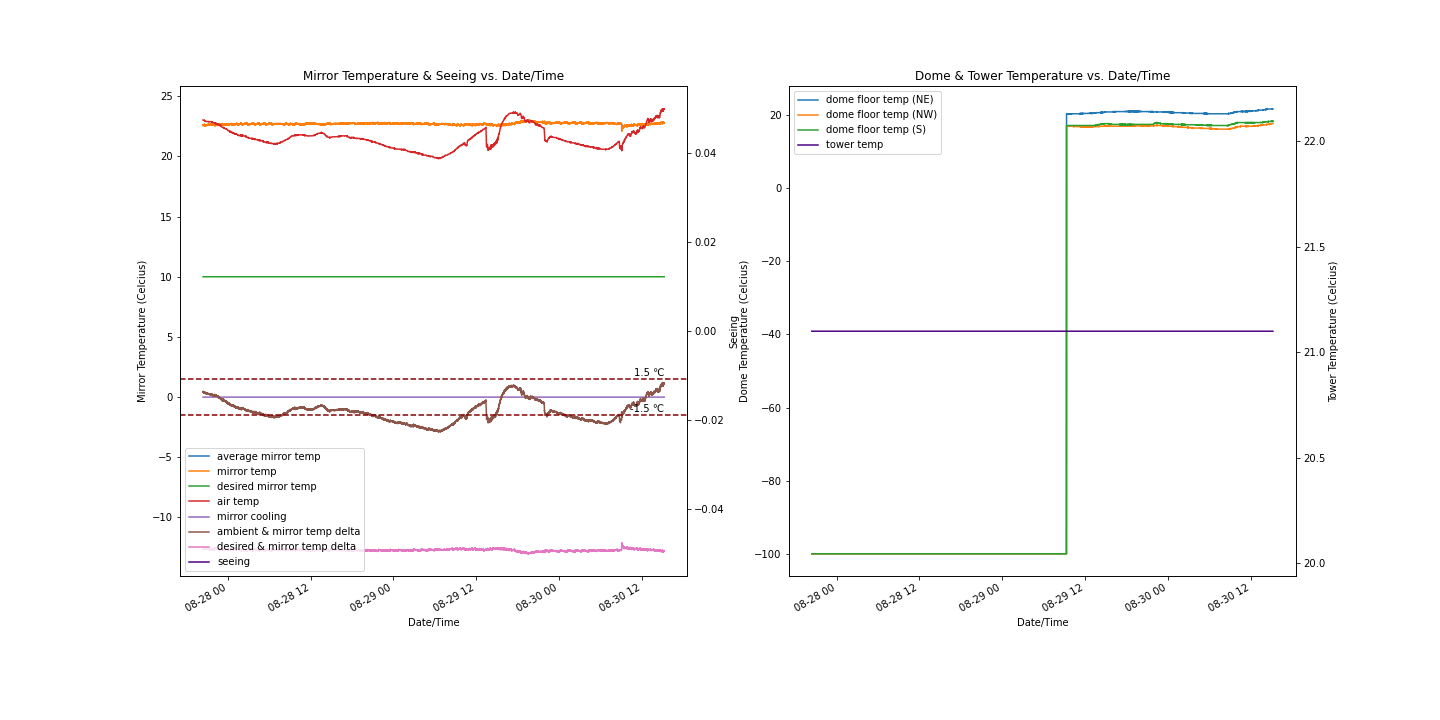 Mirror Temperature & Seeing vs. Date/Time
25
20
15
10
5
0
−5
−10
Mirror Temperature (Celcius)
0.04
0.02
0.00
−0.02
−0.04
Seeing
1.5 °C
-1.5 °C
average mirror temp
mirror temp
desired mirror temp
air temp
mirror cooling
ambient & mirror temp delta
desired & mirror temp delta
seeing
08-28 00
08-28 12
08-29 00
08-29 12
08-30 00
08-30 12
Date/Time
Dome & Tower Temperature vs. Date/Time
dome floor temp (NE)
dome floor temp (NW)
dome floor temp (S)
tower temp
20
0
−20
−40
−60
−80
−100
Dome Temperature (Celcius)
22.0
21.5
21.0
20.5
20.0
Tower Temperature (Celcius)
08-28 00
08-28 12
08-29 00
08-29 12
08-30 00
08-30 12
Date/Time